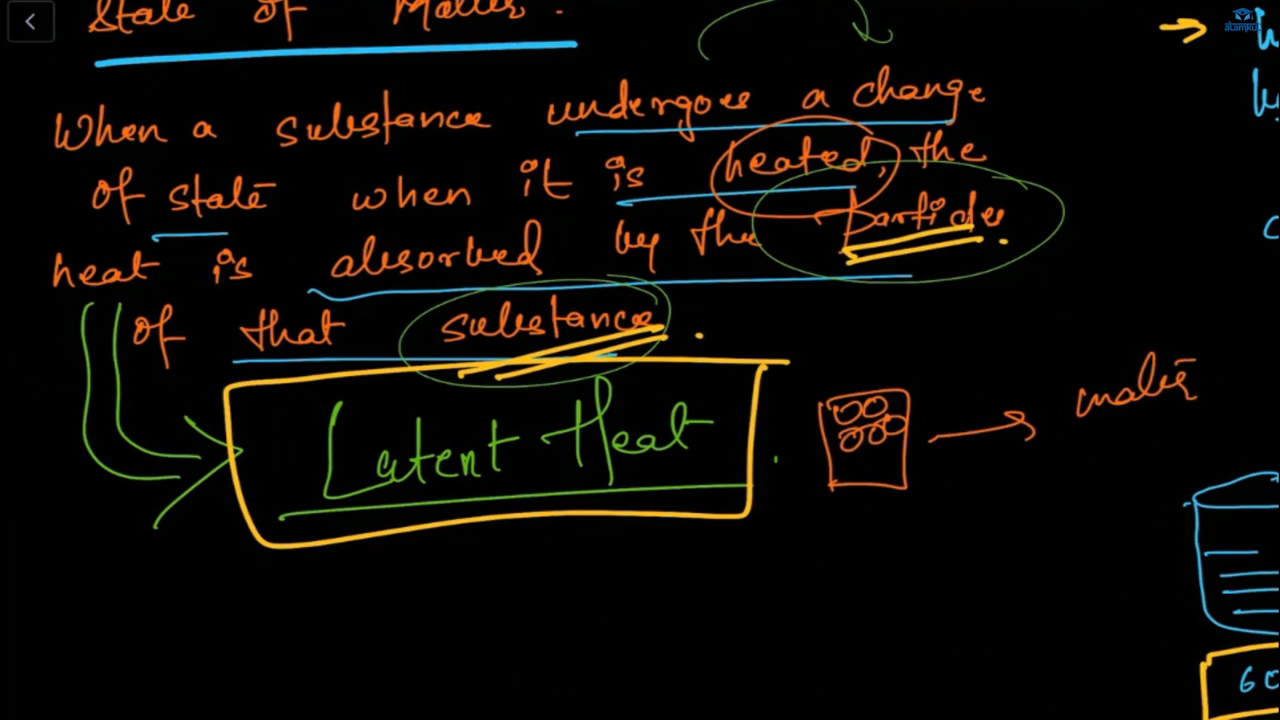 State of Matter.
When a substance undergoes a change
of state when it is heated, the
heat is absorbed by the particles.
of that substance.
Latent Heat.
water
60